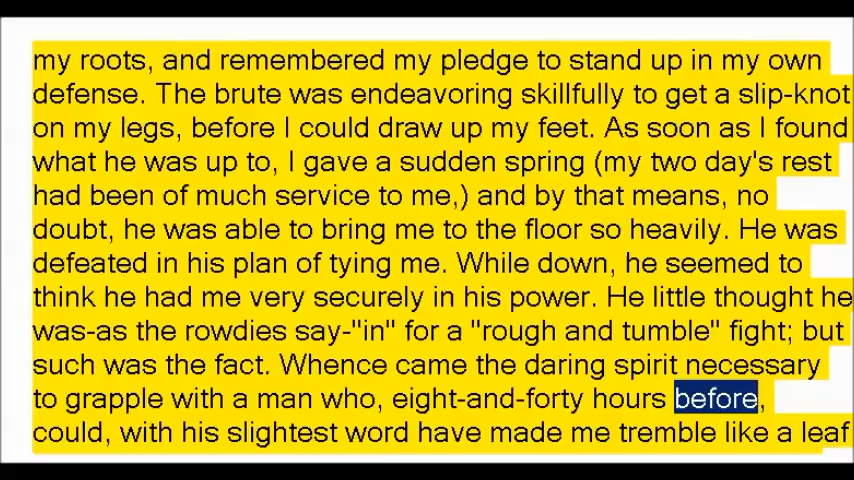 my roots, and remembered my pledge to stand up in my own
defense. The brute was endeavoring skillfully to get a slip-knot
on my legs, before I could draw up my feet. As soon as I found
what he was up to, I gave a sudden spring (my two day's rest
had been of much service to me,) and by that means, no
doubt, he was able to bring me to the floor so heavily. He was
defeated in his plan of tying me. While down, he seemed to
think he had me very securely in his power. He little thought he
was-as the rowdies say-"in" for a "rough and tumble" fight; but
such was the fact. Whence came the daring spirit necessary
to grapple with a man who, eight-and-forty hours before,
could, with his slightest word have made me tremble like a leaf